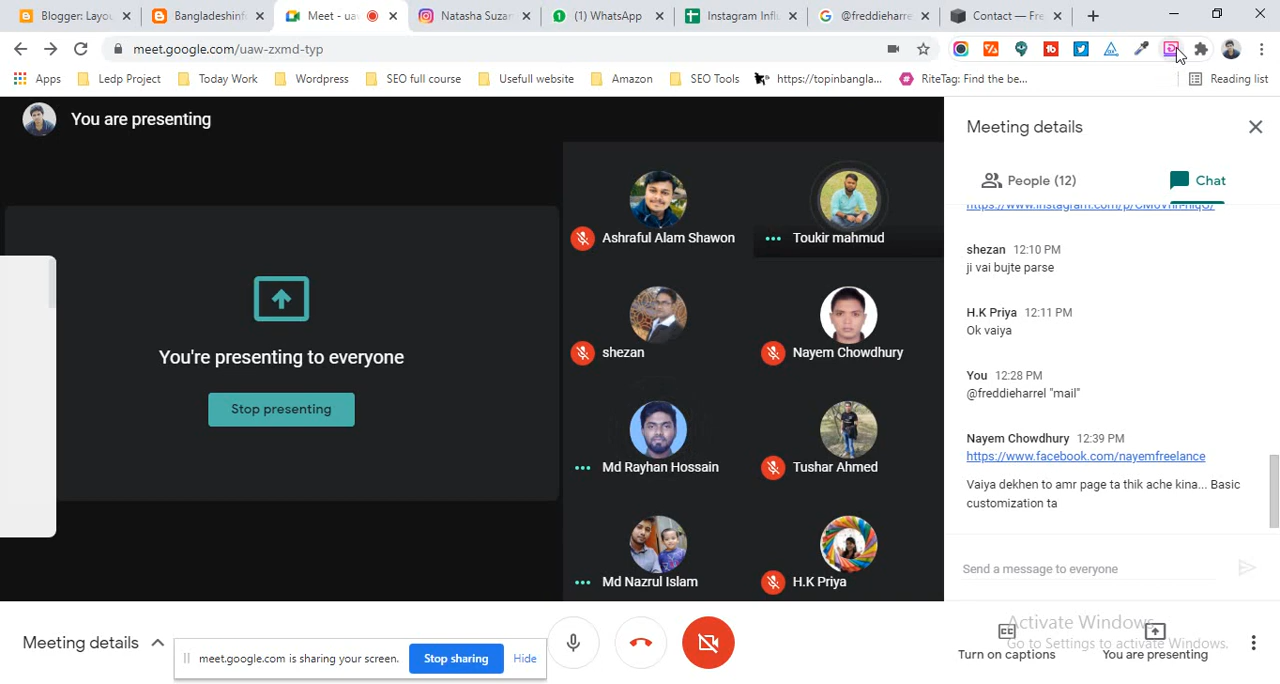 Blogger: Layou
Bangladeshinf
Meet - uaw
Natasha Suzan
(1) WhatsApp
Instagram Influ
@freddieharre
Contact — Fre
meet.google.com/uaw-zxmd-typ
Apps
Ledp Project
Today Work
Wordpress
SEO full course
Usefull website
Amazon
SEO Tools
https://topinbangla...
RiteTag: Find the be...
Reading list
You are presenting
You're presenting to everyone
Stop presenting
Ashraful Alam Shawon
Toukir mahmud
shezan
Nayem Chowdhury
Md Rayhan Hossain
Tushar Ahmed
Md Nazrul Islam
H.K Priya
Meeting details
People (12)
Chat
shezan 12:10 PM
ji vai bujte parse
H.K Priya 12:11 PM
Ok vaiya
You 12:28 PM
@freddieharrel "mail"
Nayem Chowdhury 12:39 PM
https://www.facebook.com/nayemfreelance
Vaiya dekhen to amr page ta thik ache kina... Basic
customization ta
Send a message to everyone
Meeting details
meet.google.com is sharing your screen.
Stop sharing
Hide
Activate Windows
Go to Settings to activate Windows.
Turn on captions
You are presenting